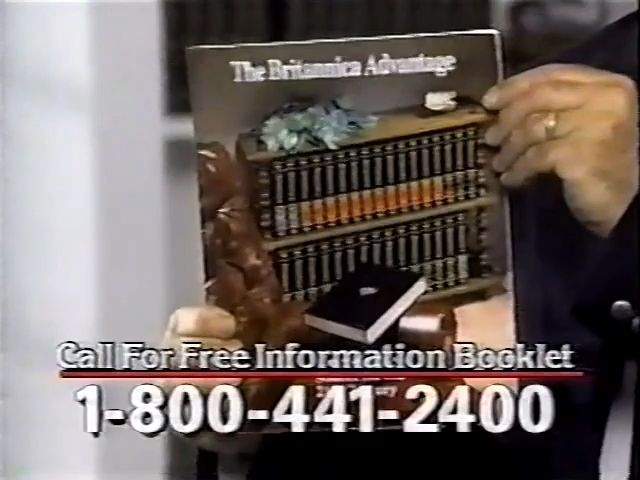 The Britannica Advantage
Call For Free Information Booklet
1-800-441-2400